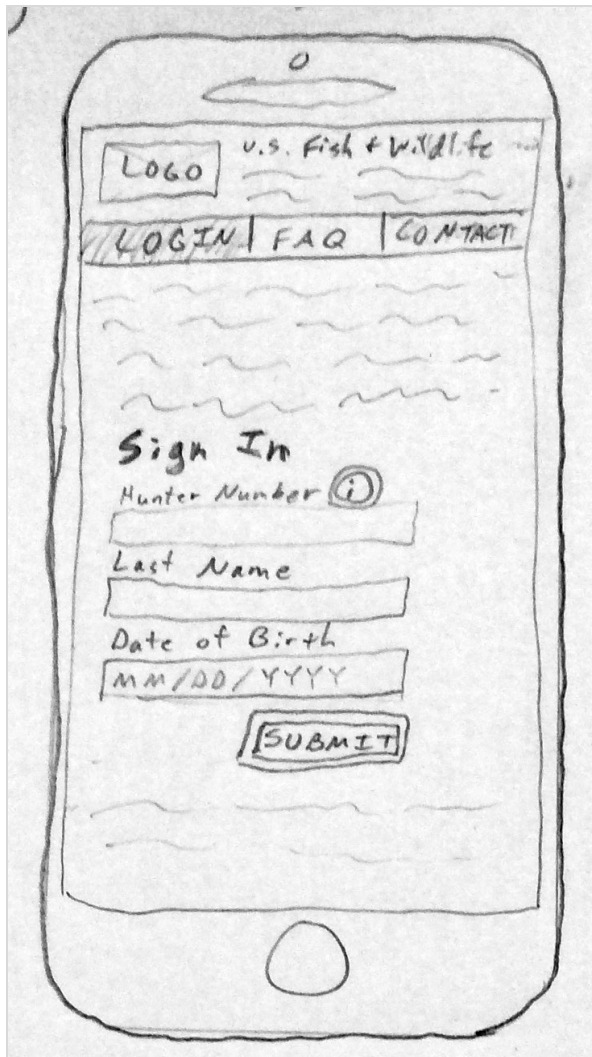 LOGO
U.S. Fish & Wildlife
LOGIN | FAQ | CONTACT
Sign In
Hunter Number i
Last Name
Date of Birth
MM/DD/YYYY
SUBMIT